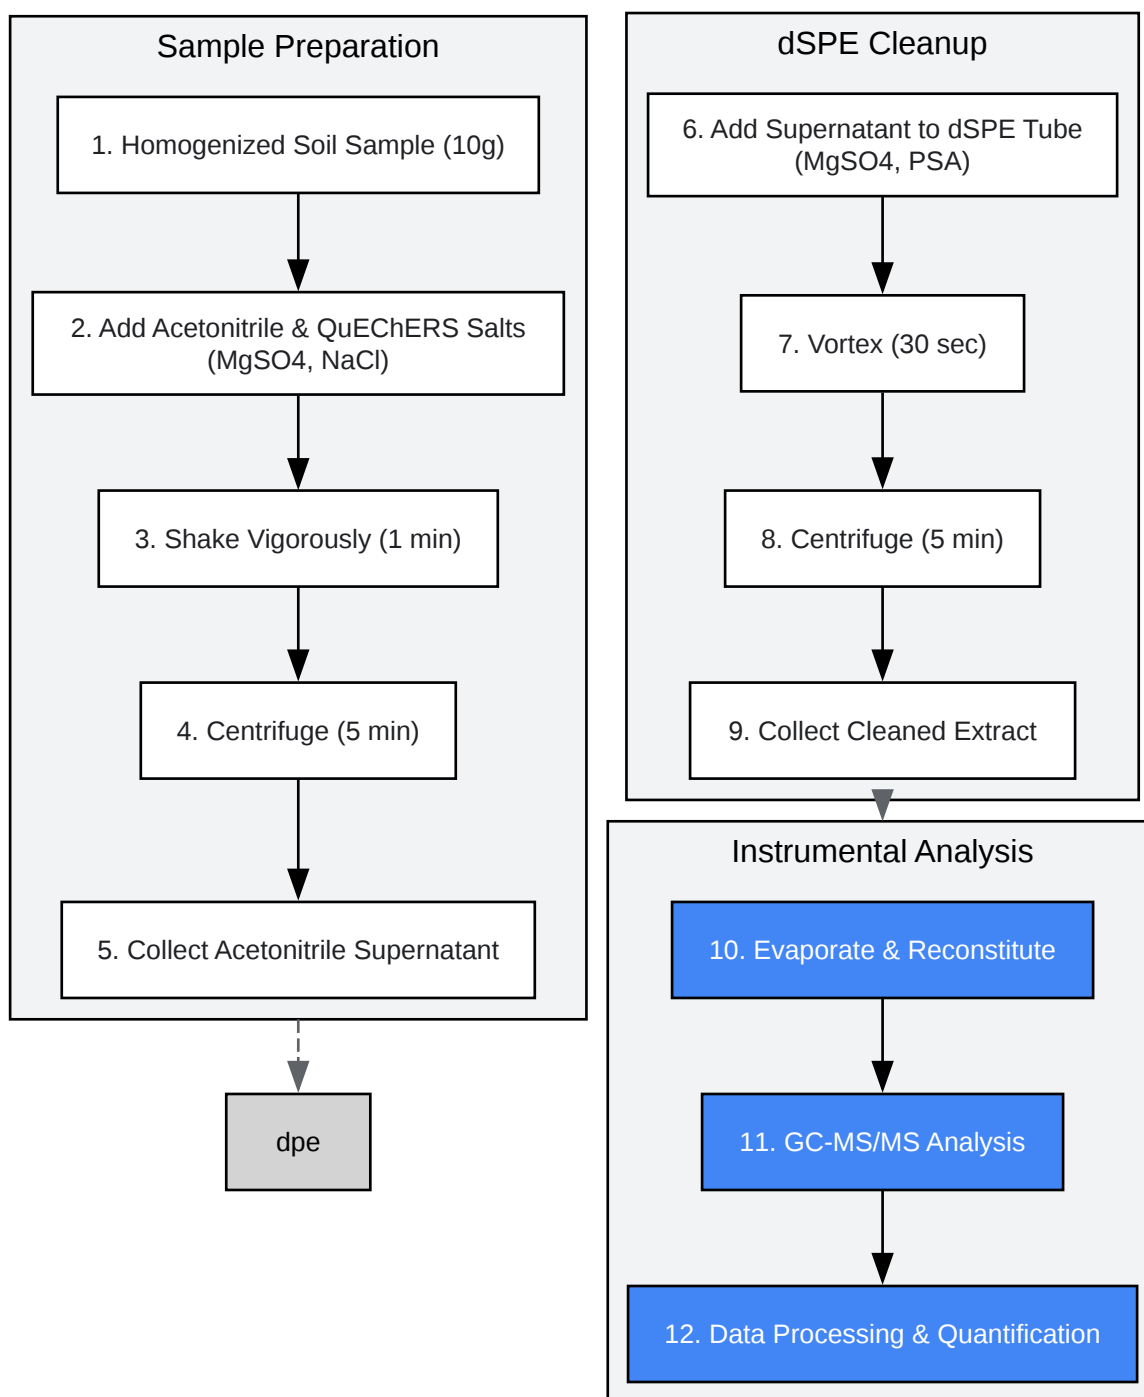 Sample Preparation
1. Homogenized Soil Sample (10g)
2. Add Acetonitrile & QuEChERS Salts
(MgSO4, NaCl)
3. Shake Vigorously (1 min)
4. Centrifuge (5 min)
5. Collect Acetonitrile Supernatant
dpe
dSPE Cleanup
6. Add Supernatant to dSPE Tube
(MgSO4, PSA)
7. Vortex (30 sec)
8. Centrifuge (5 min)
9. Collect Cleaned Extract
Instrumental Analysis
10. Evaporate & Reconstitute
11. GC-MS/MS Analysis
12. Data Processing & Quantification